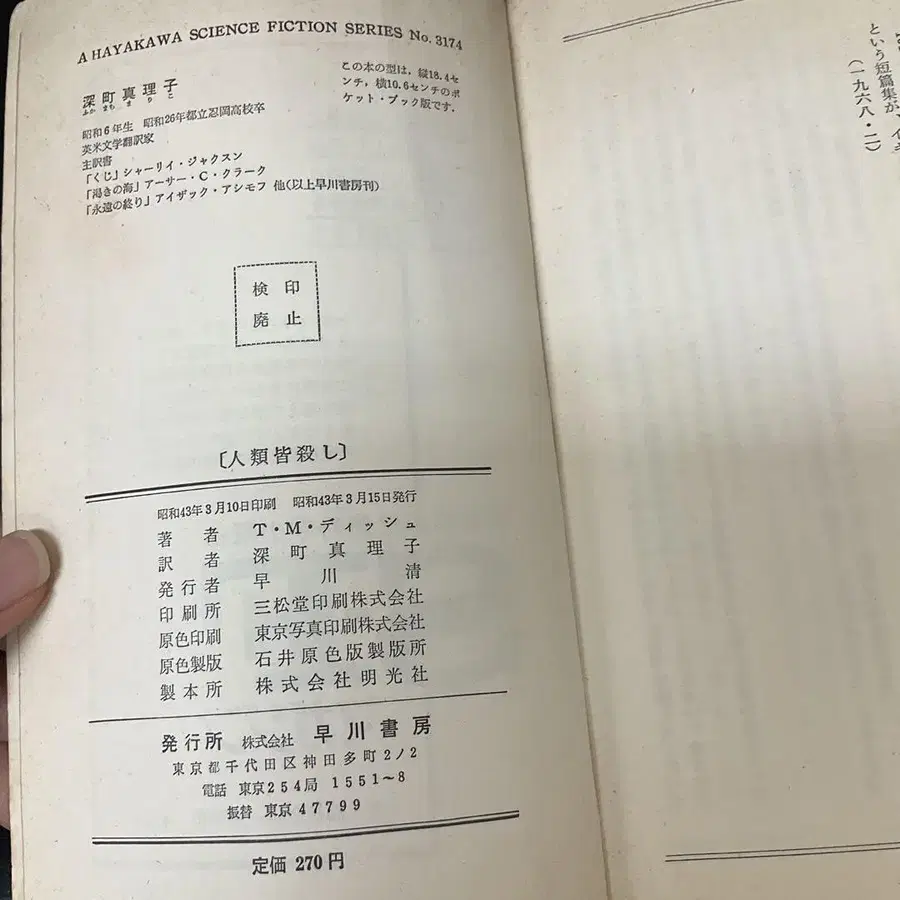 A HAYAKAWA SCIENCE FICTION SERIES No. 3174
深町真理子
ふか まち ま り こ
昭和6年生 昭和26年都立忍岡高校卒
英米文学翻訳家
主訳書
「くじ」シャーリイ・ジャクスン
「渇きの海」アーサー・C・クラーク
「永遠の終り」アイザック・アシモフ 他(以上早川書房刊)
この本の型は,縦18.4セ
ンチ,横10.6センチのポ
ケット・ブック版です.
検印
廃止
〔人類皆殺し〕
昭和43年3月10日印刷 昭和43年3月15日発行
著者 T・M・ディッシュ
訳者 深町真理子
発行者 早川清
印刷所 三松堂印刷株式会社
原色印刷 東京写真印刷株式会社
原色製版 石井原色版製版所
製本所 株式会社明光社
発行所 株式会社 早川書房
東京都千代田区神田多町2ノ2
電話 東京254局 1551~8
振替 東京47799
定価 270円
という短篇集が
(一九六八・二)